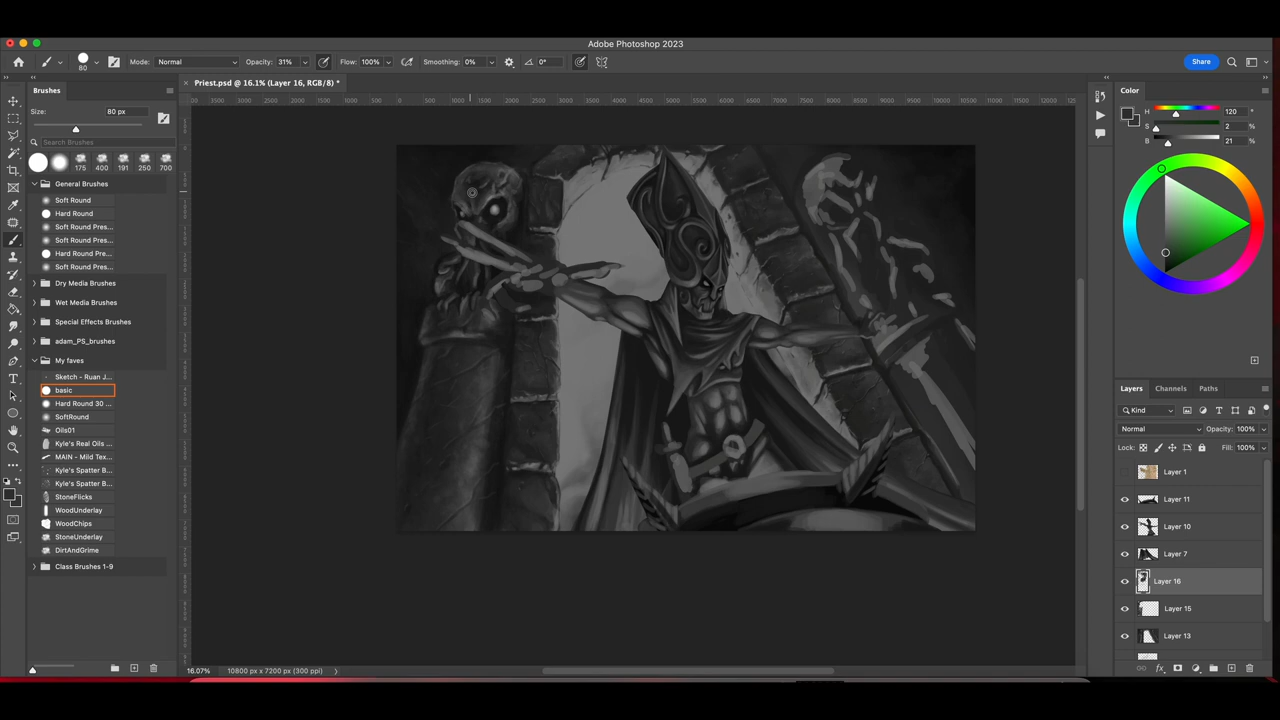 Adobe Photoshop 2023
80 Mode: Normal Opacity: 31% Flow: 100% Smoothing: 0% 0° Share
Brushes
Priest.psd @ 16.1% (Layer 16, RGB/8) *
Color
Size: 80 px
H 120 °
S 2 %
B 21 %
Search Brushes
175 400 191 250 700
General Brushes
Soft Round
Hard Round
Soft Round Pres...
Soft Round Pres...
Hard Round Pres...
Soft Round Pres...
Dry Media Brushes
Wet Media Brushes
Special Effects Brushes
adam_PS_brushes
My faves
Sketch - Ruan J...
basic
Hard Round 30 ...
SoftRound
Oils01
Kyle's Real Oils ...
MAIN - Mild Tex...
Kyle's Spatter B...
Kyle's Spatter B...
StoneFlicks
WoodUnderlay
WoodChips
StoneUnderlay
DirtAndGrime
Class Brushes 1-9
Layers Channels Paths
Kind
Normal Opacity: 100%
Lock: Fill: 100%
Layer 1
Layer 11
Layer 10
Layer 7
Layer 16
Layer 15
Layer 13
16.07% 10800 px x 7200 px (300 ppi)